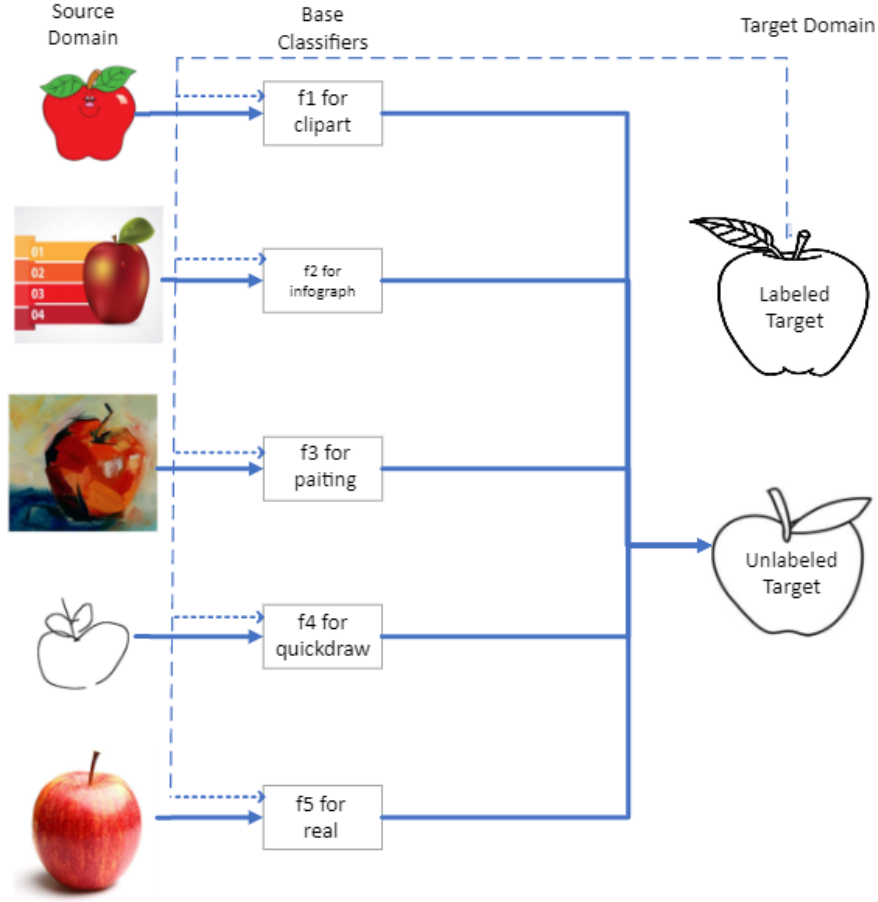 Source
Domain
Base
Classifiers
Target Domain
f1 for
clipart
01
02
03
04
f2 for
infograph
Labeled
Target
f3 for
paiting
Unlabeled
Target
f4 for
quickdraw
f5 for
real